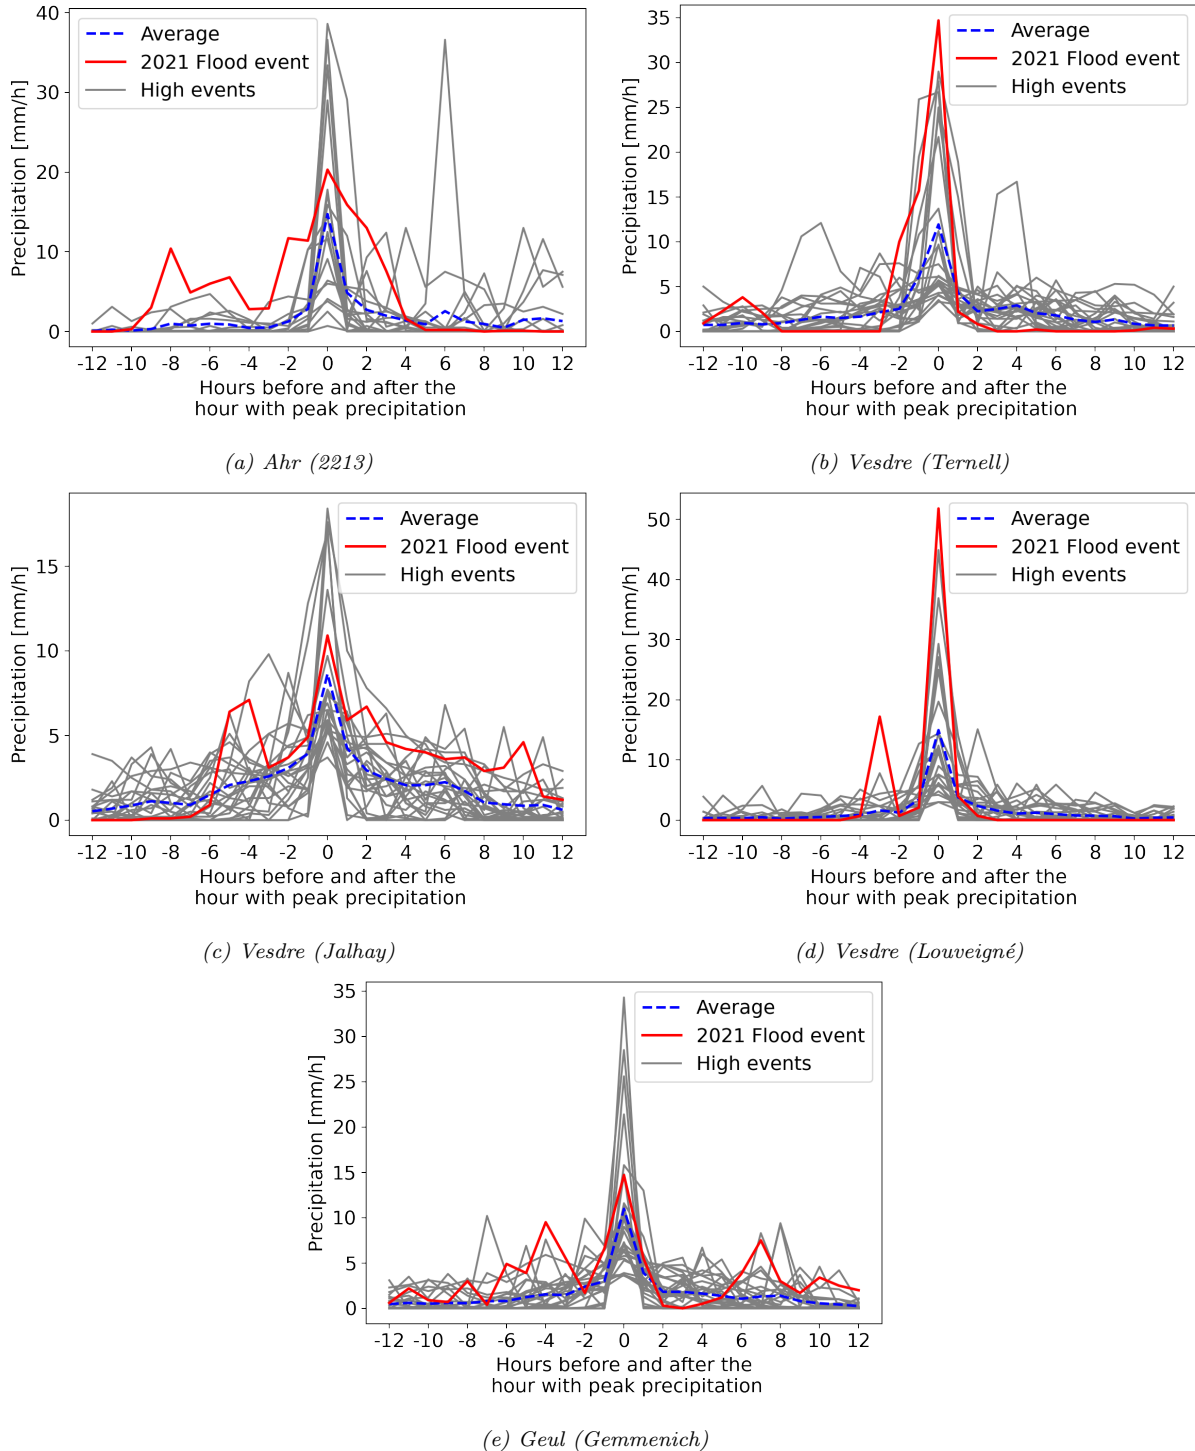 40
30
20
10
0
Precipitation [mm/h]
Average
2021 Flood event
High events
-12 -10 -8 -6 -4 -2 0 2 4 6 8 10 12
Hours before and after the
hour with peak precipitation
(a) Ahr (2213)
35
30
25
20
15
10
5
0
Precipitation [mm/h]
Average
2021 Flood event
High events
-12 -10 -8 -6 -4 -2 0 2 4 6 8 10 12
Hours before and after the
hour with peak precipitation
(b) Vesdre (Ternell)
15
10
5
0
Precipitation [mm/h]
Average
2021 Flood event
High events
-12 -10 -8 -6 -4 -2 0 2 4 6 8 10 12
Hours before and after the
hour with peak precipitation
(c) Vesdre (Jalhay)
50
40
30
20
10
0
Precipitation [mm/h]
Average
2021 Flood event
High events
-12 -10 -8 -6 -4 -2 0 2 4 6 8 10 12
Hours before and after the
hour with peak precipitation
(d) Vesdre (Louveigné)
35
30
25
20
15
10
5
0
Precipitation [mm/h]
Average
2021 Flood event
High events
-12 -10 -8 -6 -4 -2 0 2 4 6 8 10 12
Hours before and after the
hour with peak precipitation
(e) Geul (Gemmenich)